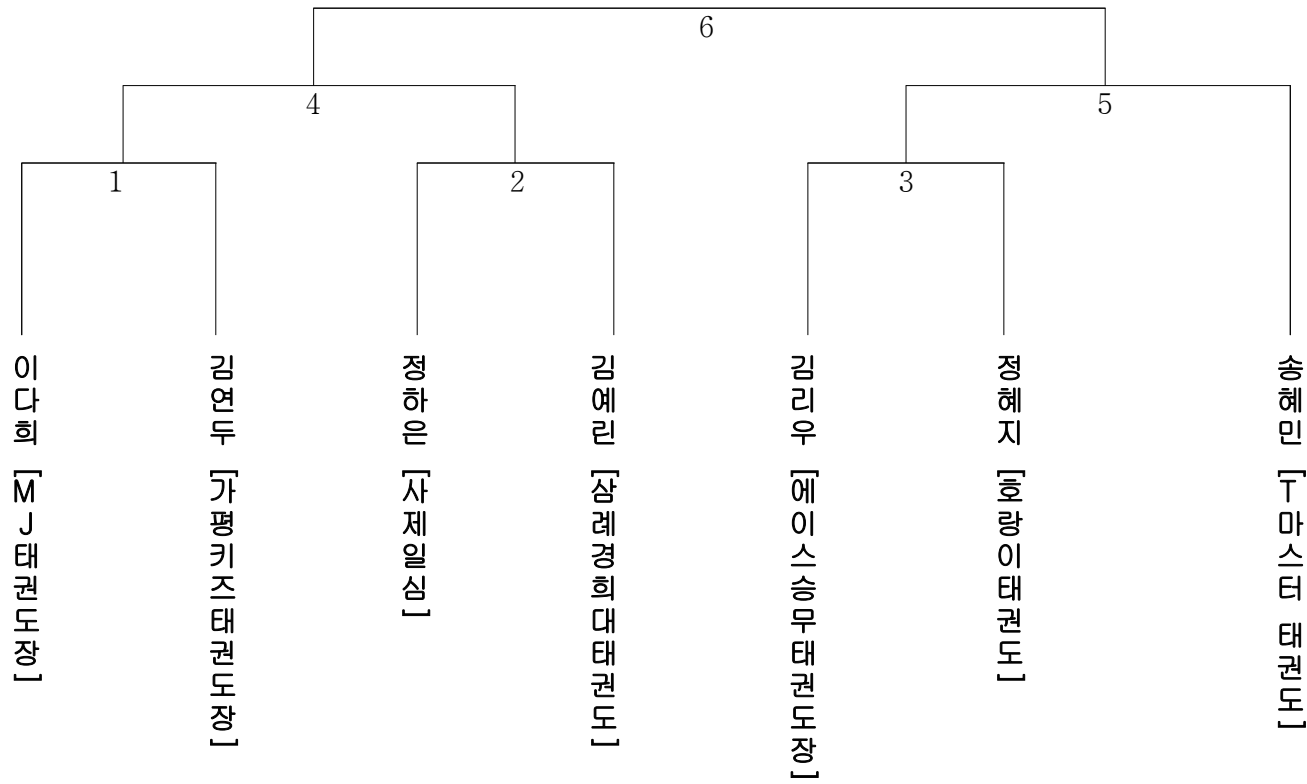 6
4
5
1
2
3
이다희 [MJ태권도장]
김연두 [가평키즈태권도장]
정하은 [사제일심]
김예린 [삼례경희대태권도]
김리우 [에이스승무태권도장]
정혜지 [호랑이태권도]
송혜민 [T마스터 태권도]